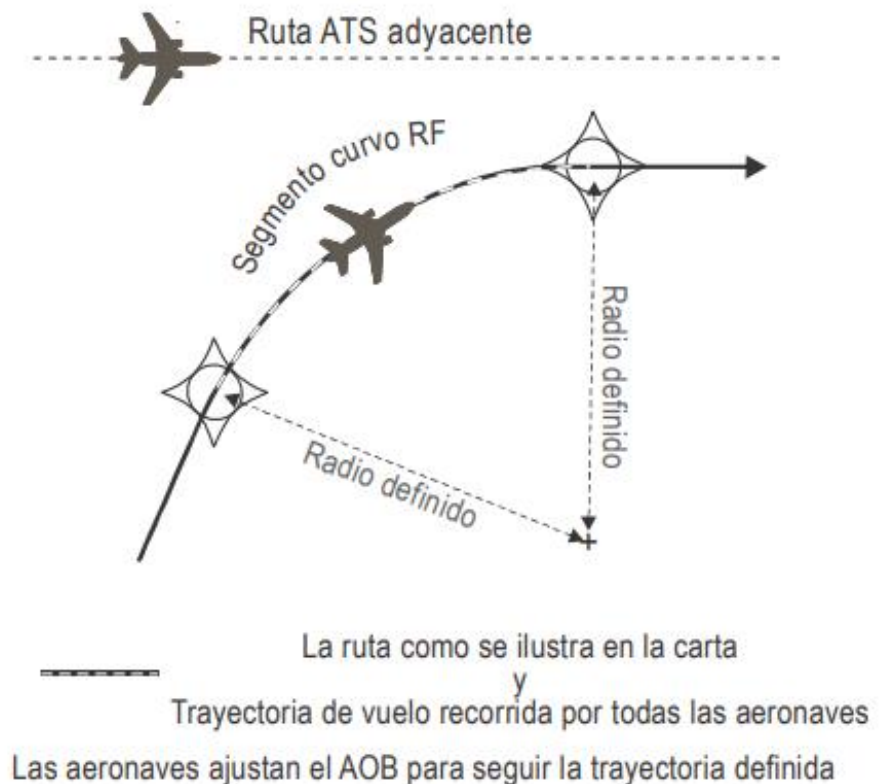 Ruta ATS adyacente
Segmento curvo RF
Radio definido
Radio definido
La ruta como se ilustra en la carta
y
Trayectoria de vuelo recorrida por todas las aeronaves
Las aeronaves ajustan el AOB para seguir la trayectoria definida